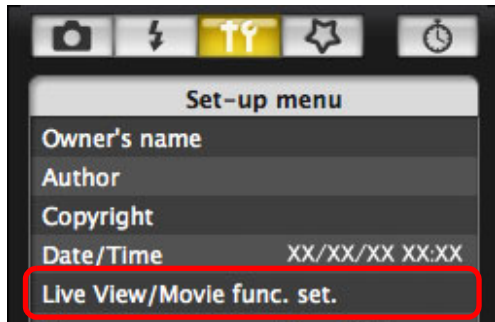 Set-up menu
Owner's name
Author
Copyright
Date/Time XX/XX/XX XX:XX
Live View/Movie func. set.